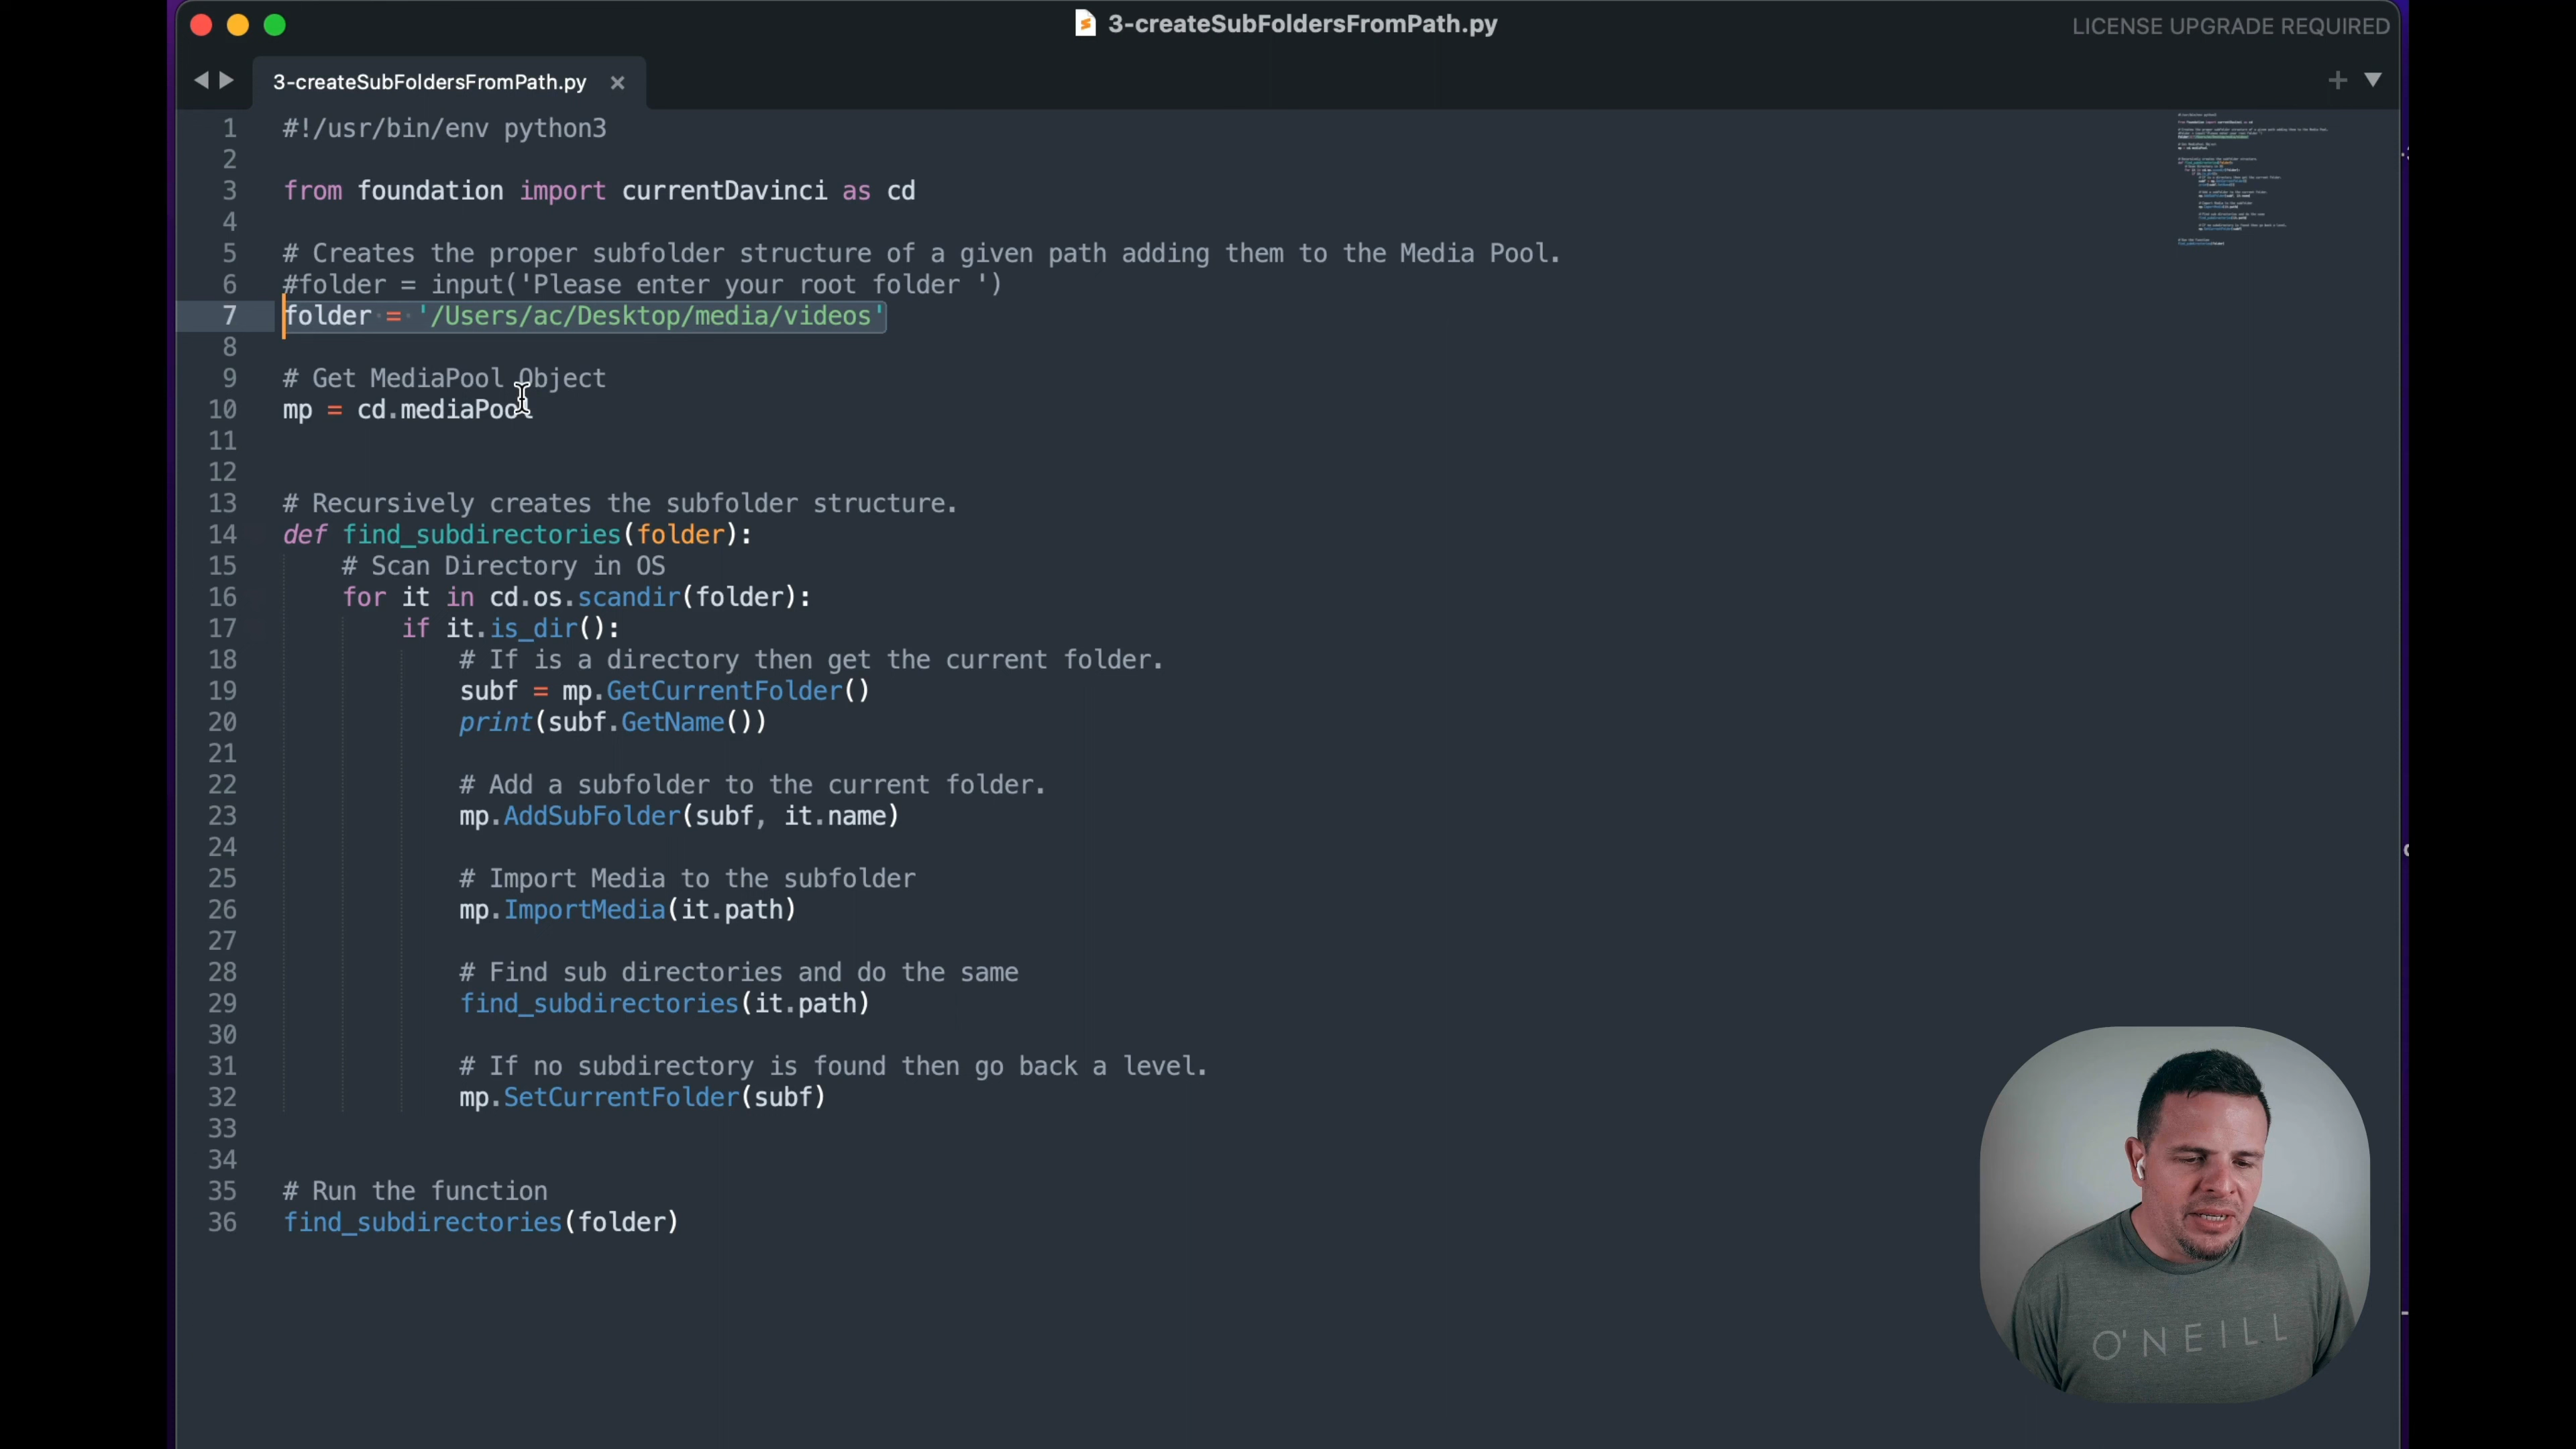 3-createSubFoldersFromPath.py
LICENSE UPGRADE REQUIRED
3-createSubFoldersFromPath.py
1 #!/usr/bin/env python3
2
3 from foundation import currentDavinci as cd
4
5 # Creates the proper subfolder structure of a given path adding them to the Media Pool.
6 #folder = input('Please enter your root folder ')
7 folder = '/Users/ac/Desktop/media/videos'
8
9 # Get MediaPool Object
10 mp = cd.mediaPool
11
12
13 # Recursively creates the subfolder structure.
14 def find_subdirectories(folder):
15 # Scan Directory in OS
16 for it in cd.os.scandir(folder):
17 if it.is_dir():
18 # If is a directory then get the current folder.
19 subf = mp.GetCurrentFolder()
20 print(subf.GetName())
21
22 # Add a subfolder to the current folder.
23 mp.AddSubFolder(subf, it.name)
24
25 # Import Media to the subfolder
26 mp.ImportMedia(it.path)
27
28 # Find sub directories and do the same
29 find_subdirectories(it.path)
30
31 # If no subdirectory is found then go back a level.
32 mp.SetCurrentFolder(subf)
33
34
35 # Run the function
36 find_subdirectories(folder)
O'NEILL